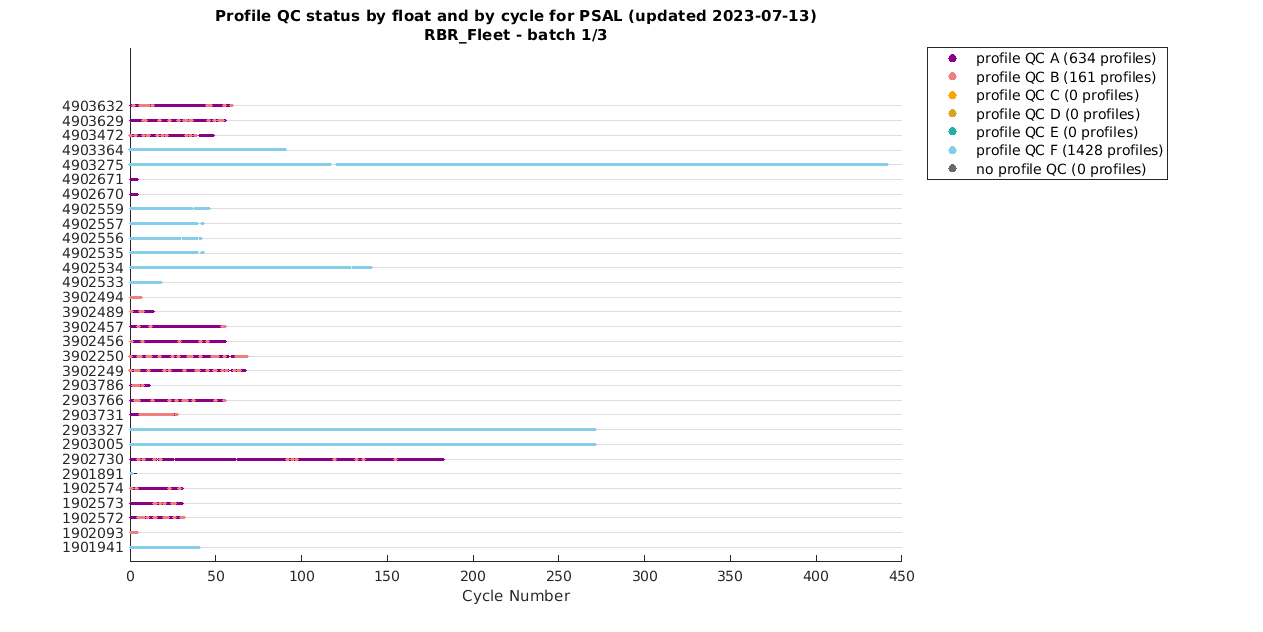 Profile QC status by float and by cycle for PSAL (updated 2023-07-13)
RBR_Fleet - batch 1/3
profile QC A (634 profiles)
profile QC B (161 profiles)
profile QC C (0 profiles)
profile QC D (0 profiles)
profile QC E (0 profiles)
profile QC F (1428 profiles)
no profile QC (0 profiles)
4903632
4903629
4903472
4903364
4903275
4902671
4902670
4902559
4902557
4902556
4902535
4902534
4902533
3902494
3902489
3902457
3902456
3902250
3902249
2903786
2903766
2903731
2903327
2903005
2902730
2901891
1902574
1902573
1902572
1902093
1901941
0 50 100 150 200 250 300 350 400 450
Cycle Number